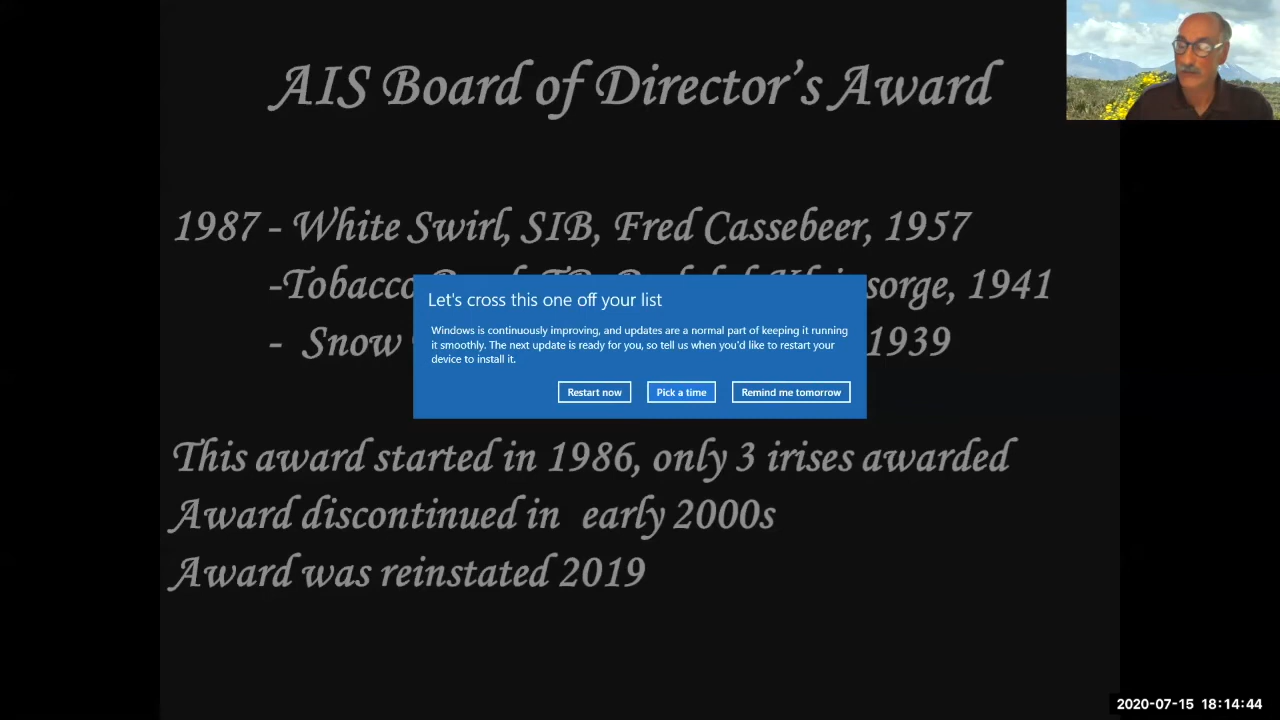 AIS Board of Director's Award
1987 - White Swirl, SIB, Fred Cassebeer, 1957
-Tobacco sorge, 1941
- Snow 1939
Let's cross this one off your list
Windows is continuously improving, and updates are a normal part of keeping it running
it smoothly. The next update is ready for you, so tell us when you'd like to restart your
device to install it.
Restart now Pick a time Remind me tomorrow
This award started in 1986, only 3 irises awarded
Award discontinued in early 2000s
Award was reinstated 2019
2020-07-15 18:14:44